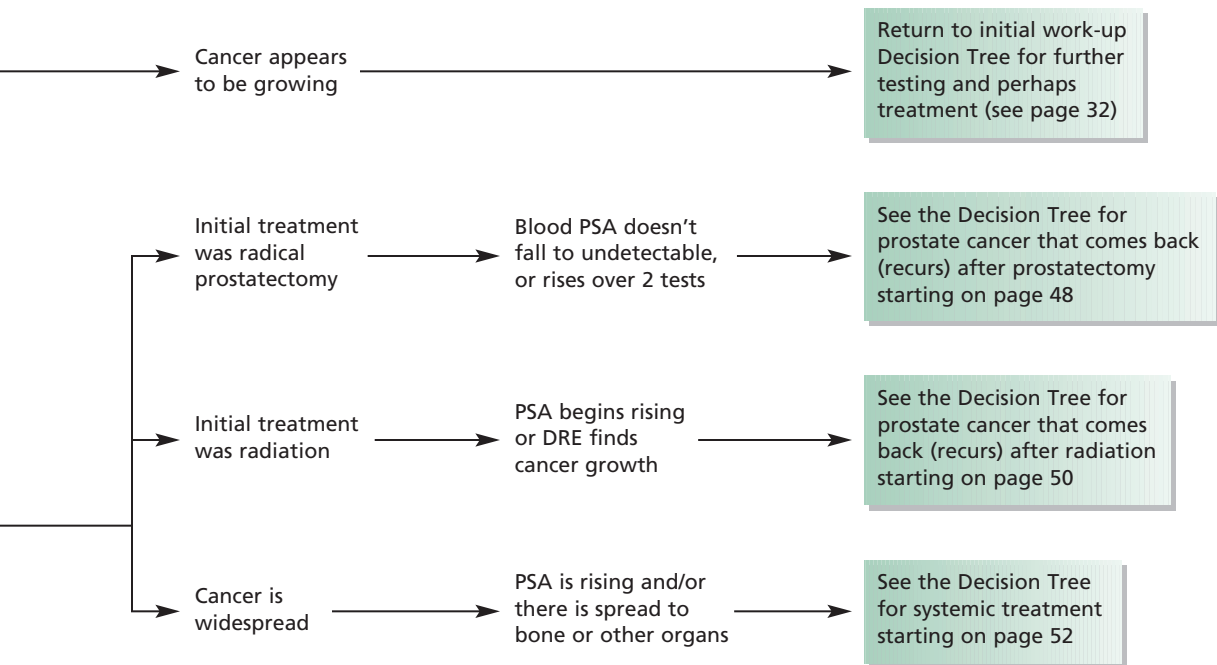 Cancer appears
to be growing
Return to initial work-up
Decision Tree for further
testing and perhaps
treatment (see page 32)
Initial treatment
was radical
prostatectomy
Blood PSA doesn't
fall to undetectable,
or rises over 2 tests
See the Decision Tree for
prostate cancer that comes back
(recurs) after prostatectomy
starting on page 48
Initial treatment
was radiation
PSA begins rising
or DRE finds
cancer growth
See the Decision Tree for
prostate cancer that comes
back (recurs) after radiation
starting on page 50
Cancer is
widespread
PSA is rising and/or
there is spread to
bone or other organs
See the Decision Tree
for systemic treatment
starting on page 52